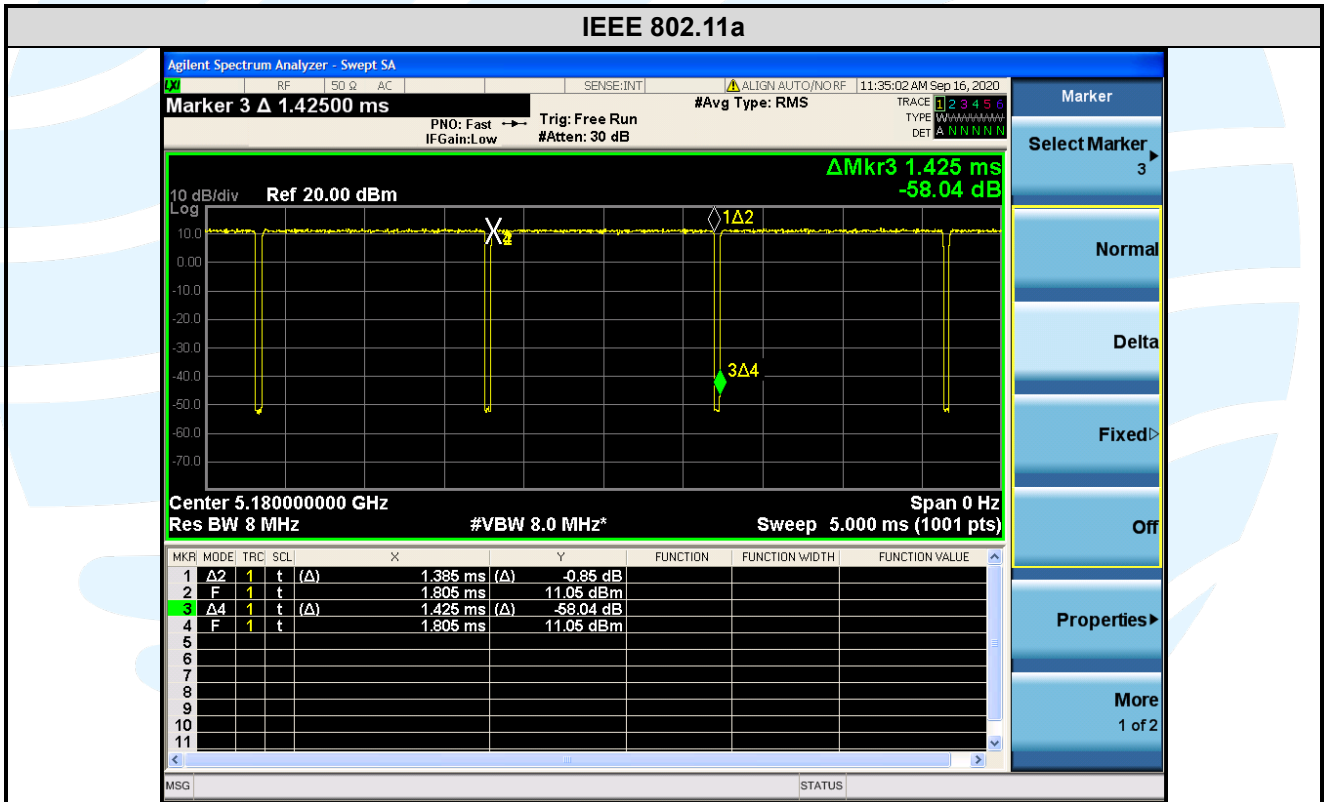 IEEE 802.11a
Agilent Spectrum Analyzer - Swept SA
LXI RF 50 Ω AC SENSE:INT ALIGN AUTO/NO RF 11:35:02 AM Sep 16, 2020
Marker 3 Δ 1.42500 ms
PNO: Fast
IFGain:Low
Trig: Free Run
#Atten: 30 dB
#Avg Type: RMS
TRACE 1 2 3 4 5 6
TYPE W
DET A N N N N N
ΔMkr3 1.425 ms
-58.04 dB
10 dB/div Ref 20.00 dBm
Log
10.0
0.00
-10.0
-20.0
-30.0
-40.0
-50.0
-60.0
-70.0
1Δ2
3Δ4
Center 5.180000000 GHz Span 0 Hz
Res BW 8 MHz #VBW 8.0 MHz* Sweep 5.000 ms (1001 pts)
MKR MODE TRC SCL X Y FUNCTION FUNCTION WIDTH FUNCTION VALUE
1 Δ2 1 t (Δ) 1.385 ms (Δ) -0.85 dB
2 F 1 t 1.805 ms 11.05 dBm
3 Δ4 1 t (Δ) 1.425 ms (Δ) -58.04 dB
4 F 1 t 1.805 ms 11.05 dBm
5
6
7
8
9
10
11
MSG STATUS
Marker
Select Marker
3
Normal
Delta
Fixed
Off
Properties
More
1 of 2